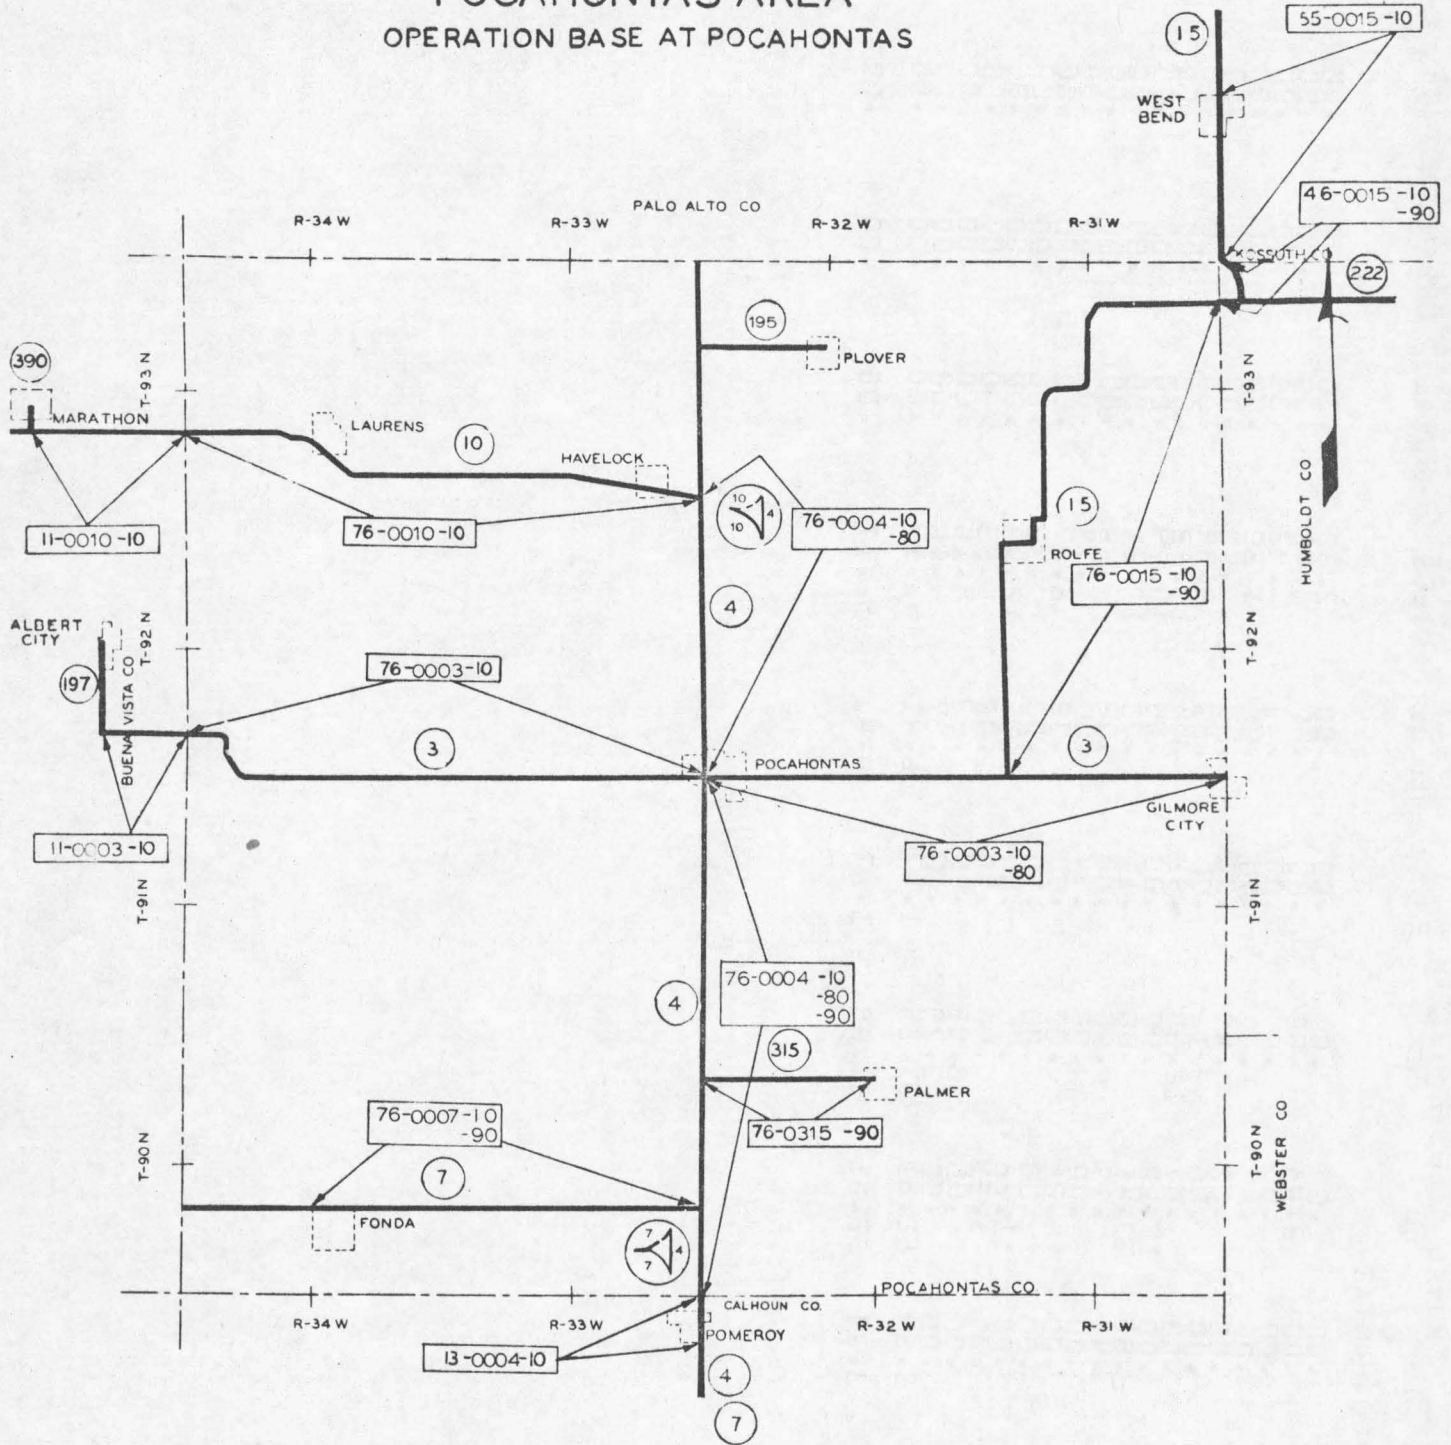 POCAHONTAS AREA
OPERATION BASE AT POCAHONTAS
55-0015-10
15
WEST
BEND
46-0015-10
-90
PALO ALTO CO
R-34 W
R-33 W
R-32 W
R-31 W
KOSSUTH CO
222
195
PLOVER
390
T-93 N
T-93 N
MARATHON
LAURENS
10
HAVELOCK
HUMBOLDT CO
10
4
10
11-0010-10
76-0010-10
76-0004-10
-80
15
ROLFE
76-0015-10
-90
4
ALBERT
CITY
T-92 N
T-92 N
197
BUENA VISTA CO
76-0003-10
3
POCAHONTAS
3
GILMORE
CITY
11-0003-10
76-0003-10
-80
T-91 N
T-91 N
4
76-0004-10
-80
-90
315
PALMER
76-0315-90
76-0007-10
-90
T-90 N
T-90 N
WEBSTER CO
7
FONDA
7
4
7
POCAHONTAS CO
CALHOUN CO.
R-34 W
R-33 W
R-32 W
R-31 W
POMEROY
13-0004-10
4
7